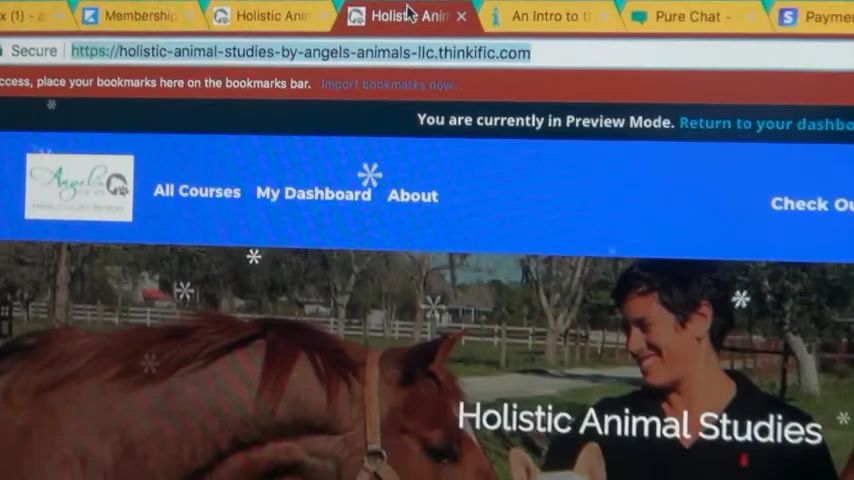 x (1) - a Membership Holistic Anim Holistic Anim An Intro to t Pure Chat - Paymen
Secure https://holistic-animal-studies-by-angels-animals-llc.thinkific.com
ccess, place your bookmarks here on the bookmarks bar. Import bookmarks now...
You are currently in Preview Mode. Return to your dashbo
Angel's
All Courses My Dashboard About
Check Ou
Holistic Animal Studies